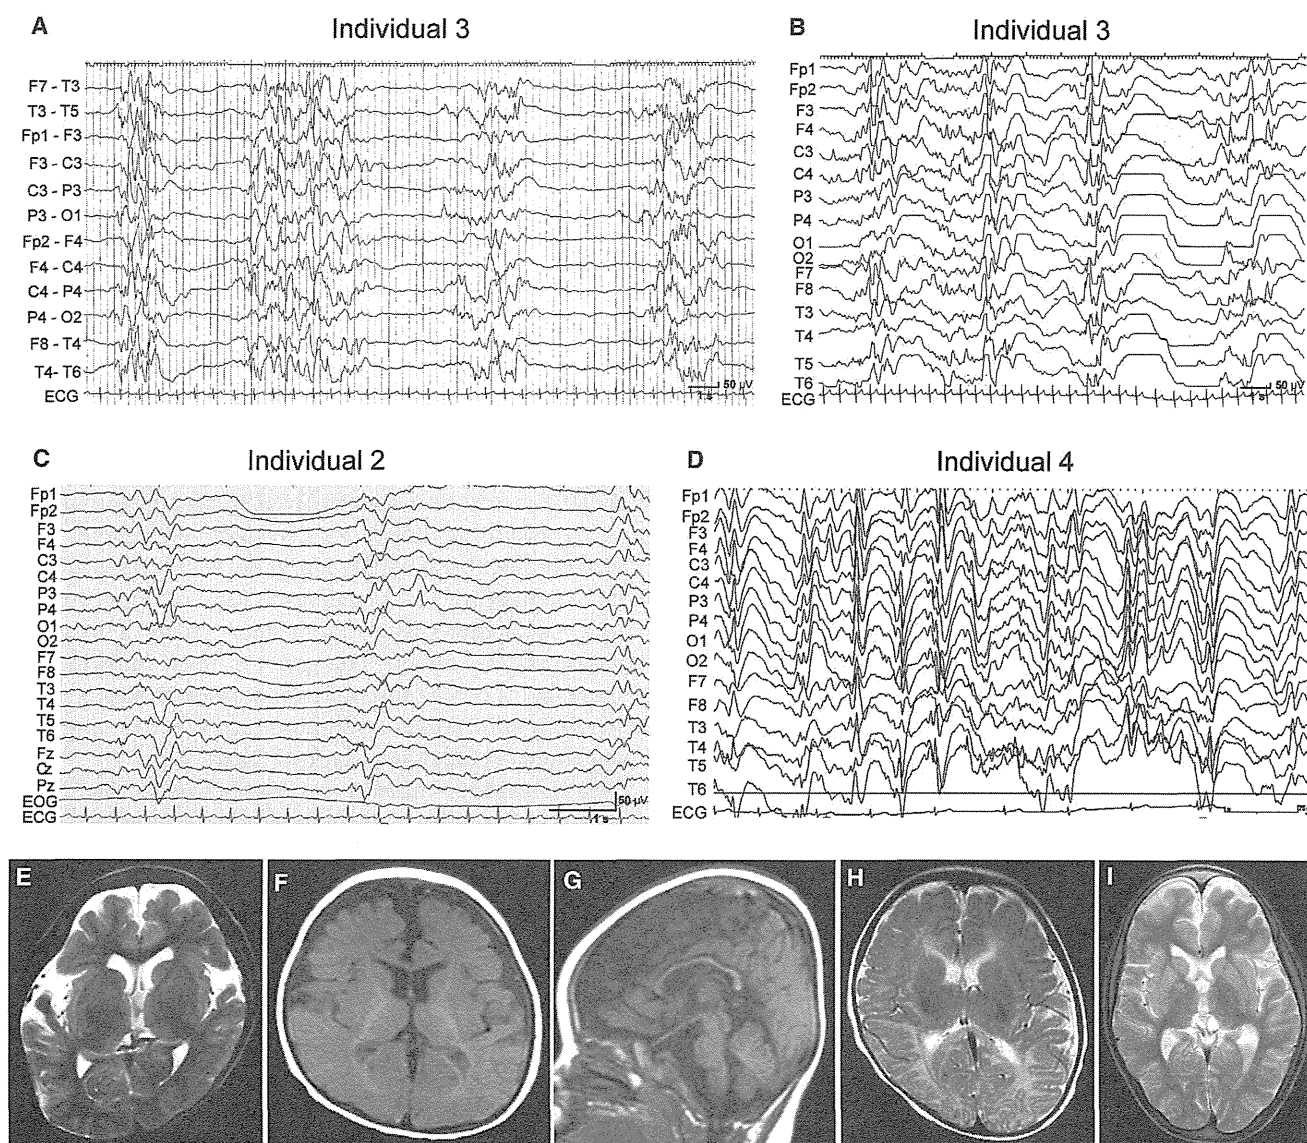 A
Individual 3
F7 - T3
T3 - T5
Fp1 - F3
F3 - C3
C3 - P3
P3 - O1
Fp2 - F4
F4 - C4
C4 - P4
P4 - O2
F8 - T4
T4- T6
ECG
50 μV
1 s
B
Individual 3
Fp1
Fp2
F3
F4
C3
C4
P3
P4
O1
O2
F7
F8
T3
T4
T5
T6
ECG
50 μV
C
Individual 2
Fp1
Fp2
F3
F4
C3
C4
P3
P4
O1
O2
F7
F8
T3
T4
T5
T6
Fz
Cz
Pz
EOG
ECG
50 μV
1 s
D
Individual 4
Fp1
Fp2
F3
F4
C3
C4
P3
P4
O1
O2
F7
F8
T3
T4
T5
T6
ECG
E
F
G
H
I